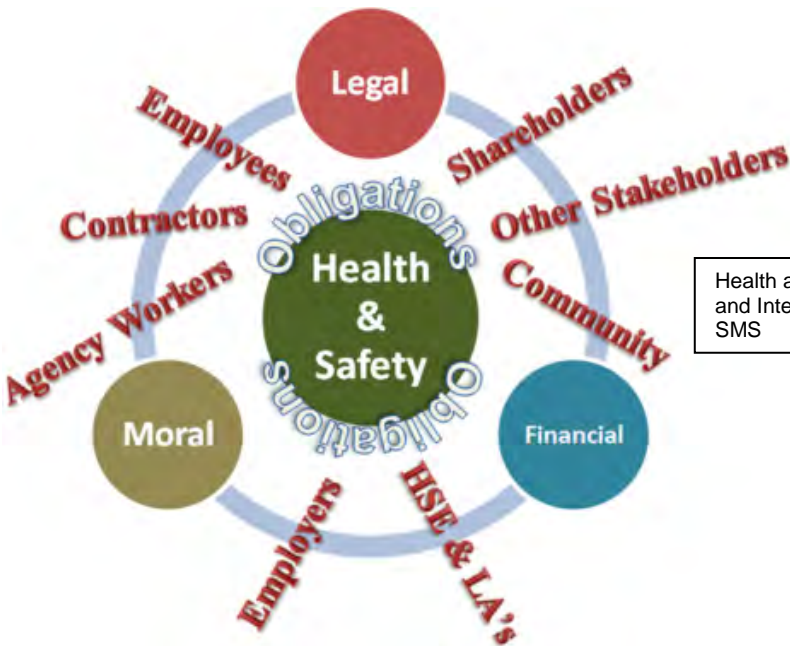 Legal
Employees
Shareholders
Contractors
Other Stakeholders
Agency Workers
Community
Obligations
Health
&
Safety
Obligations
Moral
Financial
Employers
HSE & LA's
Health a
and Inte
SMS